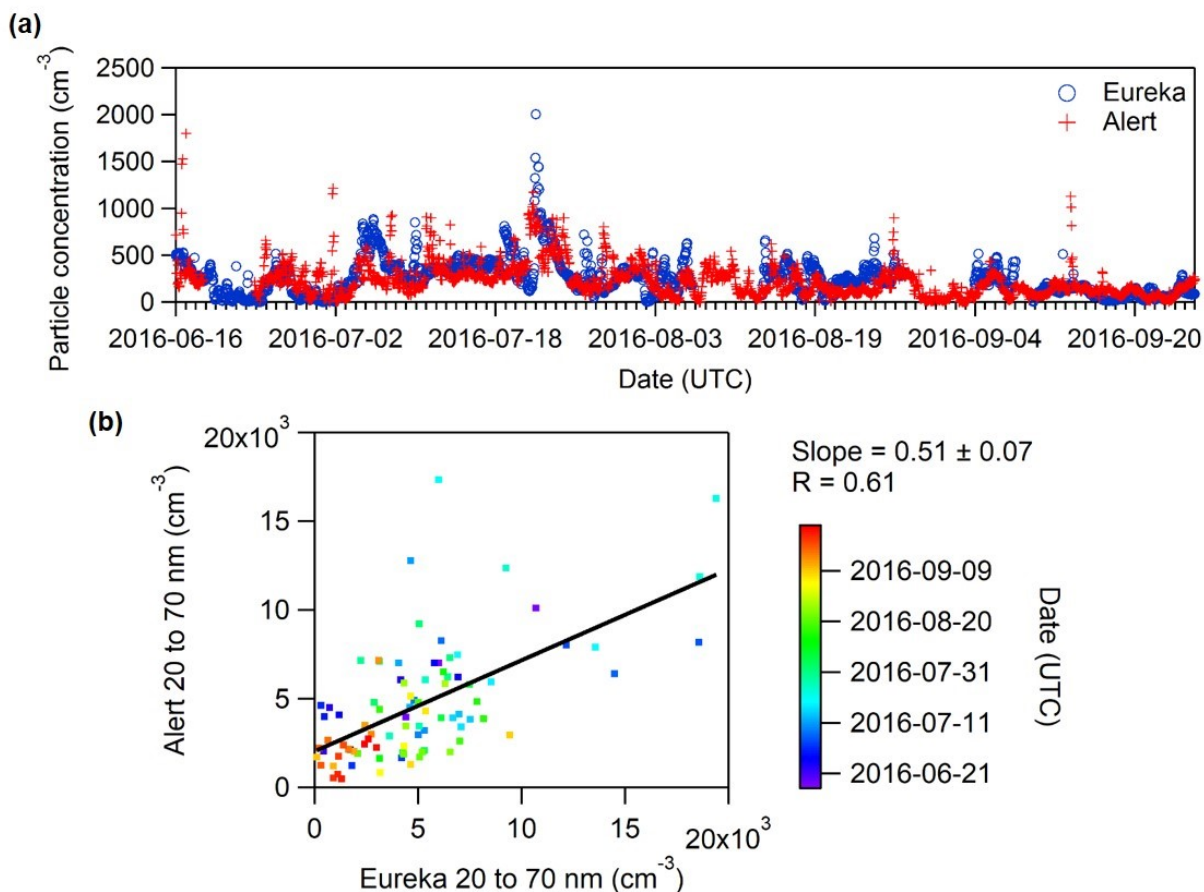 (a)
Particle concentration (cm-3)
2500
2000
1500
1000
500
0
Eureka
Alert
2016-06-16 2016-07-02 2016-07-18 2016-08-03 2016-08-19 2016-09-04 2016-09-20
Date (UTC)
(b)
Alert 20 to 70 nm (cm-3)
20x10³
15
10
5
0
0 5 10 15 20x10³
Eureka 20 to 70 nm (cm-3)
Slope = 0.51 ± 0.07
R = 0.61
2016-09-09
2016-08-20
2016-07-31
2016-07-11
2016-06-21
Date (UTC)